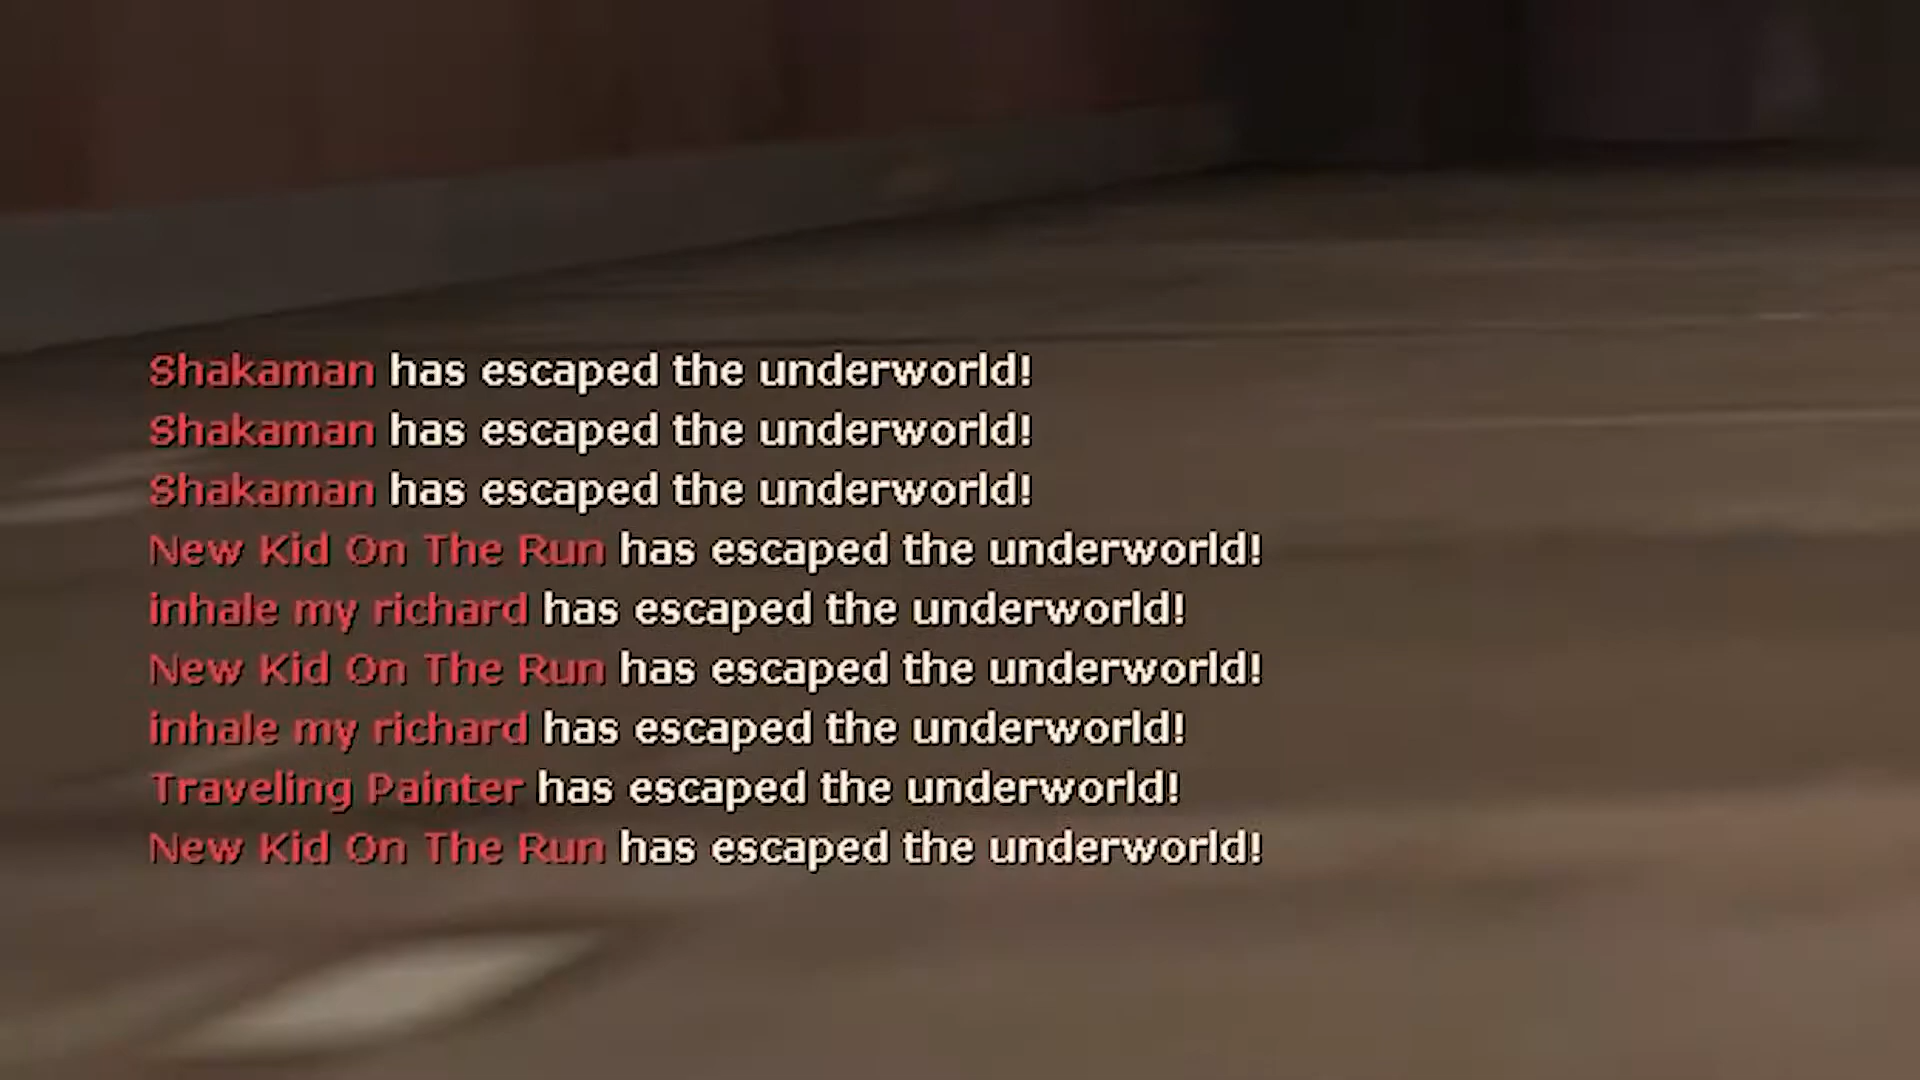 Shakaman has escaped the underworld!
Shakaman has escaped the underworld!
Shakaman has escaped the underworld!
New Kid On The Run has escaped the underworld!
inhale my richard has escaped the underworld!
New Kid On The Run has escaped the underworld!
inhale my richard has escaped the underworld!
Traveling Painter has escaped the underworld!
New Kid On The Run has escaped the underworld!